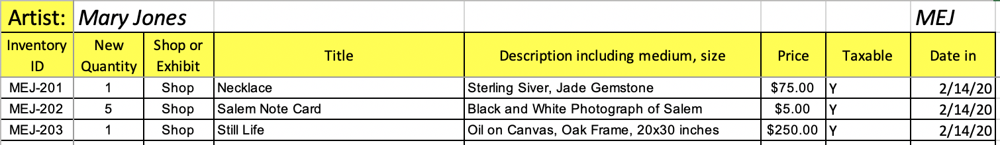 Artist: Mary Jones MEJ
Inventory ID New Quantity Shop or Exhibit Title Description including medium, size Price Taxable Date in
MEJ-201 1 Shop Necklace Sterling Siver, Jade Gemstone $75.00 Y 2/14/20
MEJ-202 5 Shop Salem Note Card Black and White Photograph of Salem $5.00 Y 2/14/20
MEJ-203 1 Shop Still Life Oil on Canvas, Oak Frame, 20x30 inches $250.00 Y 2/14/20